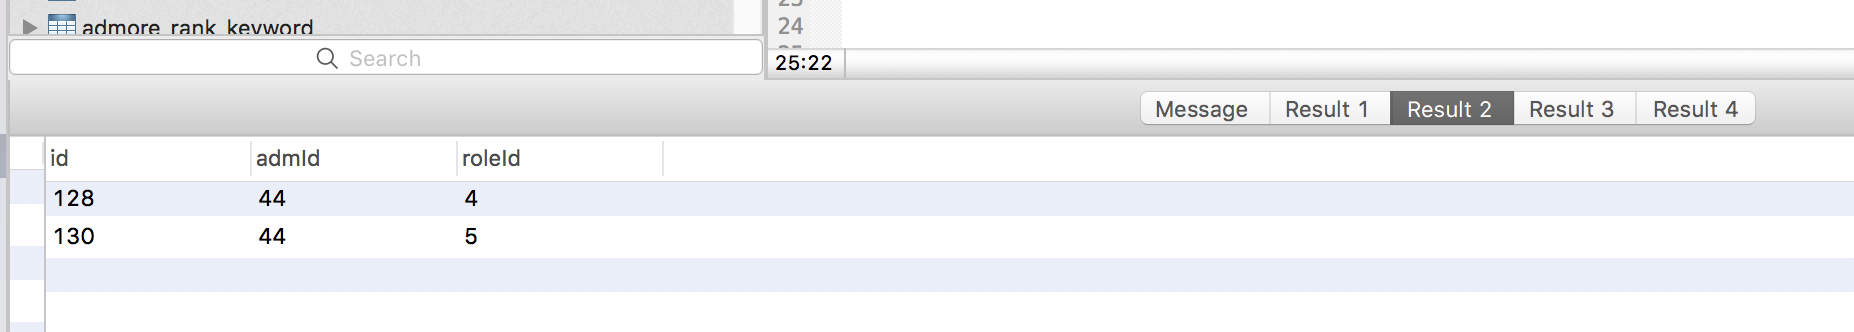 admore_rank_keyword
Search
23
24
25:22
Message Result 1 Result 2 Result 3 Result 4
id admId roleId
128 44 4
130 44 5